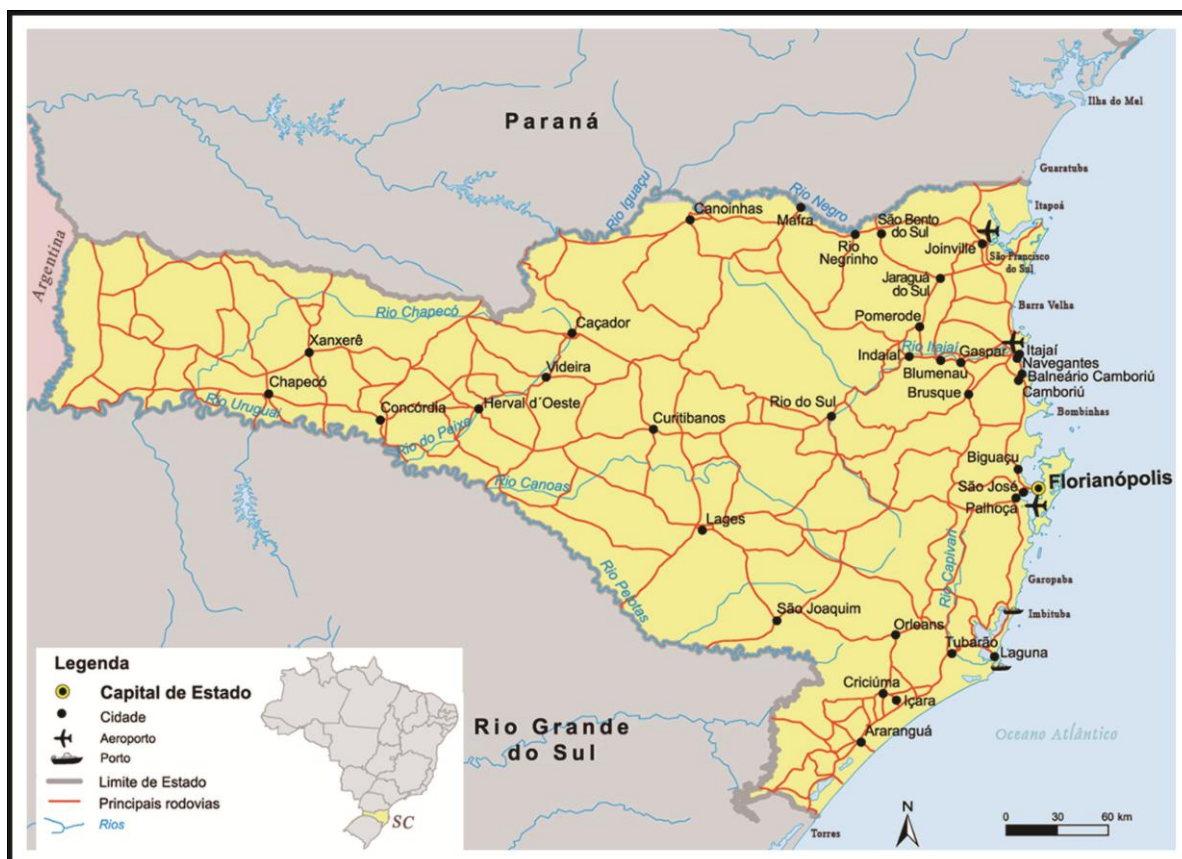 Paraná
Ilha do Mel
Guaratuba
Itapoá
Rio Iguaçu
Rio Negro
Canoinhas
Mafra
São Bento
do Sul
Rio
Negrinho
Joinville
São Francisco
do Sul
Argentina
Jaraguá
do Sul
Barra Velha
Rio Chapecó
Pomerode
Caçador
Rio Itajaí
Xanxerê
Indaial
Gaspar
Itajaí
Navegantes
Videira
Blumenau
Balneário Camboriú
Chapecó
Camboriú
Brusque
Rio Uruguai
Herval d´Oeste
Rio do Sul
Bombinhas
Concórdia
Curitibanos
Rio do Peixe
Biguaçu
Rio Canoas
São José
Florianópolis
Palhoça
Lages
Rio Capivari
Rio Pelotas
Garopaba
São Joaquim
Imbituba
Orleans
Tubarão
Laguna
Criciúma
Içara
Araranguá
Rio Grande
do Sul
Oceano Atlântico
Torres
Legenda
Capital de Estado
Cidade
Aeroporto
Porto
Limite de Estado
Principais rodovias
Rios
SC
N
0 30 60 km